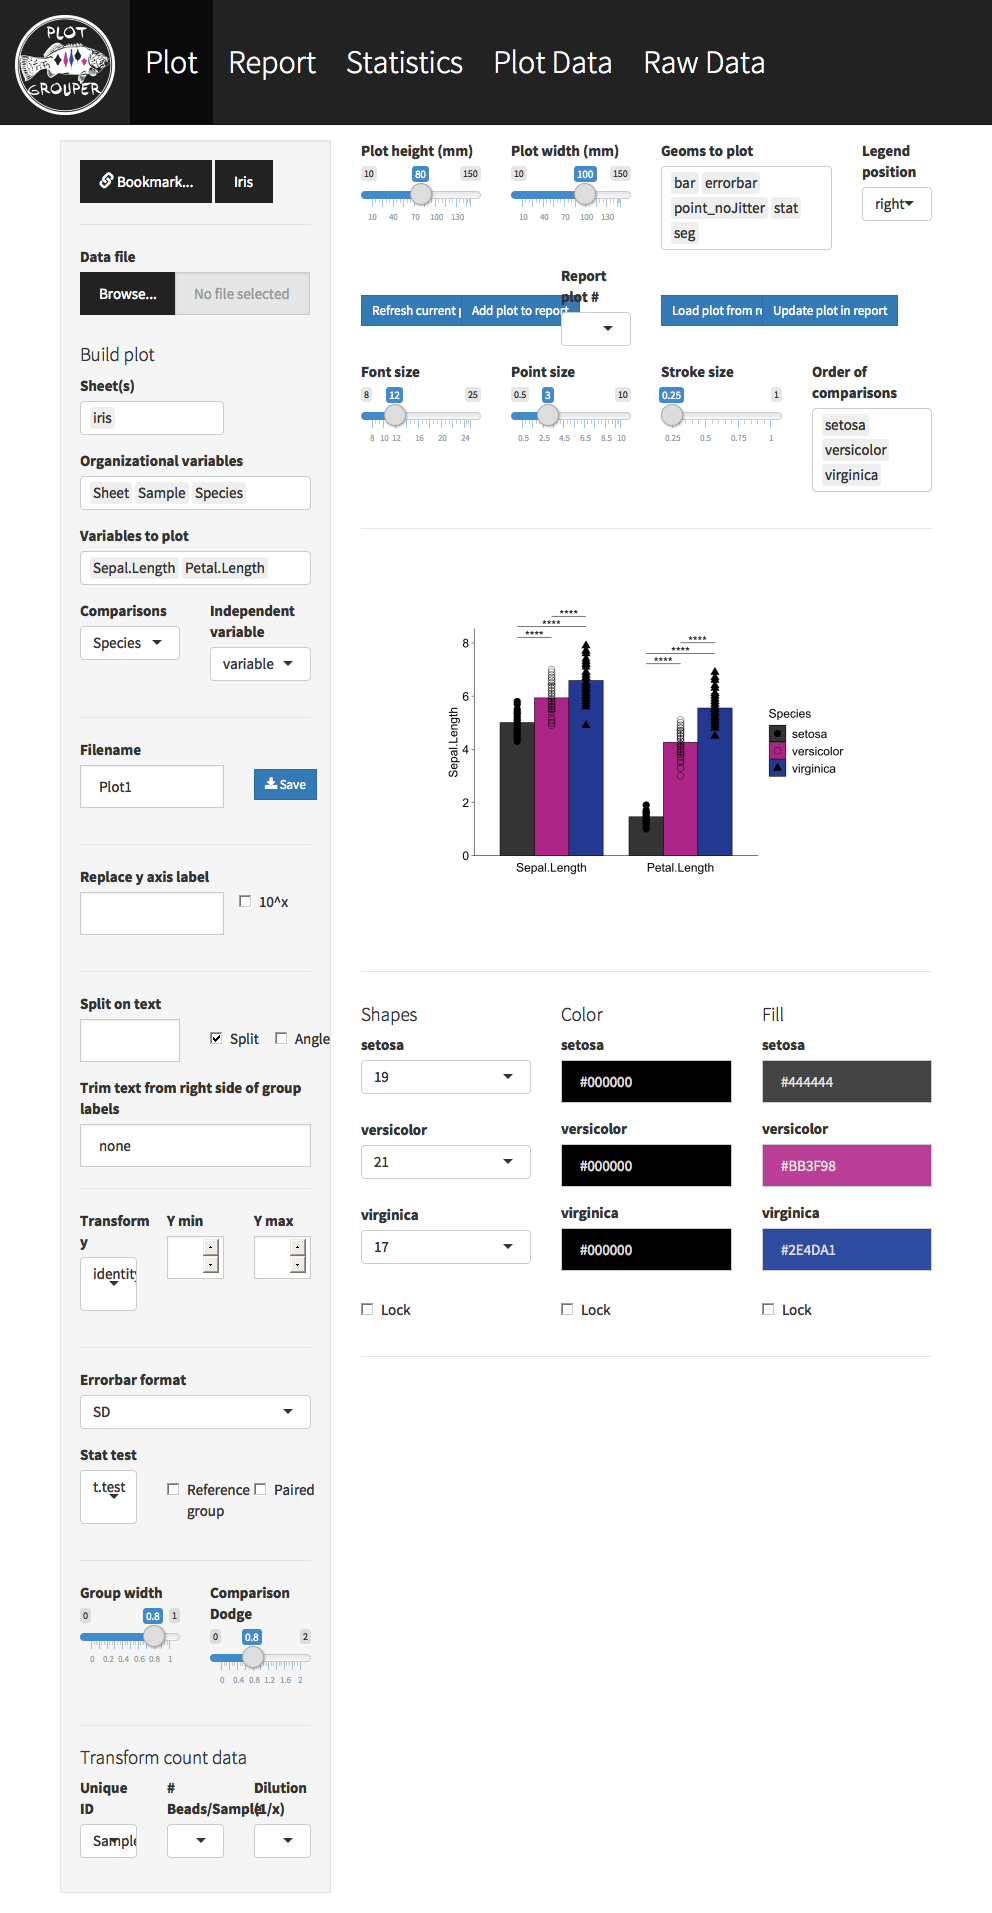 PLOT
GROUPER
Plot Report Statistics Plot Data Raw Data
Bookmark... Iris
Data file
Browse... No file selected
Build plot
Sheet(s)
iris
Organizational variables
Sheet Sample Species
Variables to plot
Sepal.Length Petal.Length
Comparisons
Species
Independent
variable
variable
Filename
Plot1
Save
Replace y axis label
10^x
Split on text
Split Angle
Trim text from right side of group
labels
none
Transform
y
identity
Y min
Y max
Errorbar format
SD
Stat test
t.test
Reference
group
Paired
Group width
0 0.8 1
0 0.2 0.4 0.6 0.8 1
Comparison
Dodge
0 0.8 2
0 0.4 0.8 1.2 1.6 2
Transform count data
Unique
ID
Sample
#
Beads/Sample
Dilution
(1/x)
Plot height (mm)
10 80 150
10 40 70 100 130
Plot width (mm)
10 100 150
10 40 70 100 130
Geoms to plot
bar errorbar
point_noJitter stat
seg
Legend
position
right
Refresh current p
Add plot to report
Report
plot #
Load plot from re
Update plot in report
Font size
8 12 25
8 10 12 16 20 24
Point size
0.5 3 10
0.5 2.5 4.5 6.5 8.5 10
Stroke size
0.25 1
0.25 0.5 0.75 1
Order of
comparisons
setosa
versicolor
virginica
**** **** ****
**** **** ****
Sepal.Length
8
6
4
2
0
Sepal.Length Petal.Length
Species
setosa
versicolor
virginica
Shapes
setosa
19
versicolor
21
virginica
17
Lock
Color
setosa
#000000
versicolor
#000000
virginica
#000000
Lock
Fill
setosa
#444444
versicolor
#BB3F98
virginica
#2E4DA1
Lock